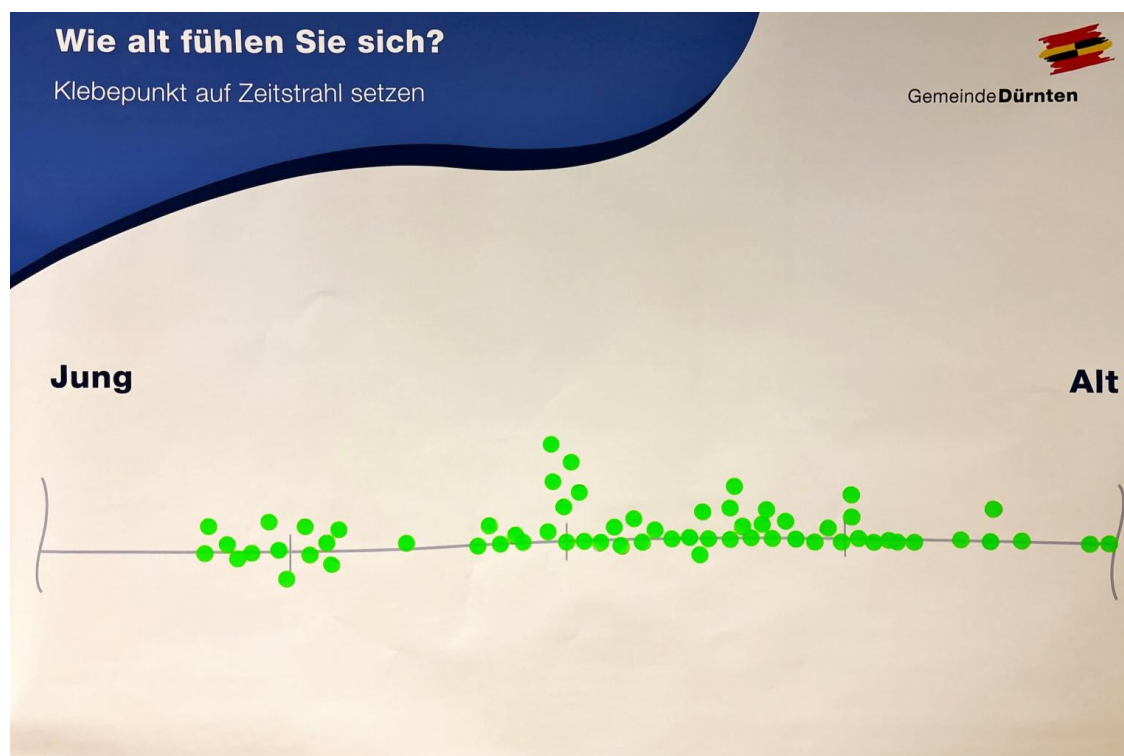 Wie alt fühlen Sie sich?
Klebepunkt auf Zeitstrahl setzen
GemeindeDürnten
Jung
Alt